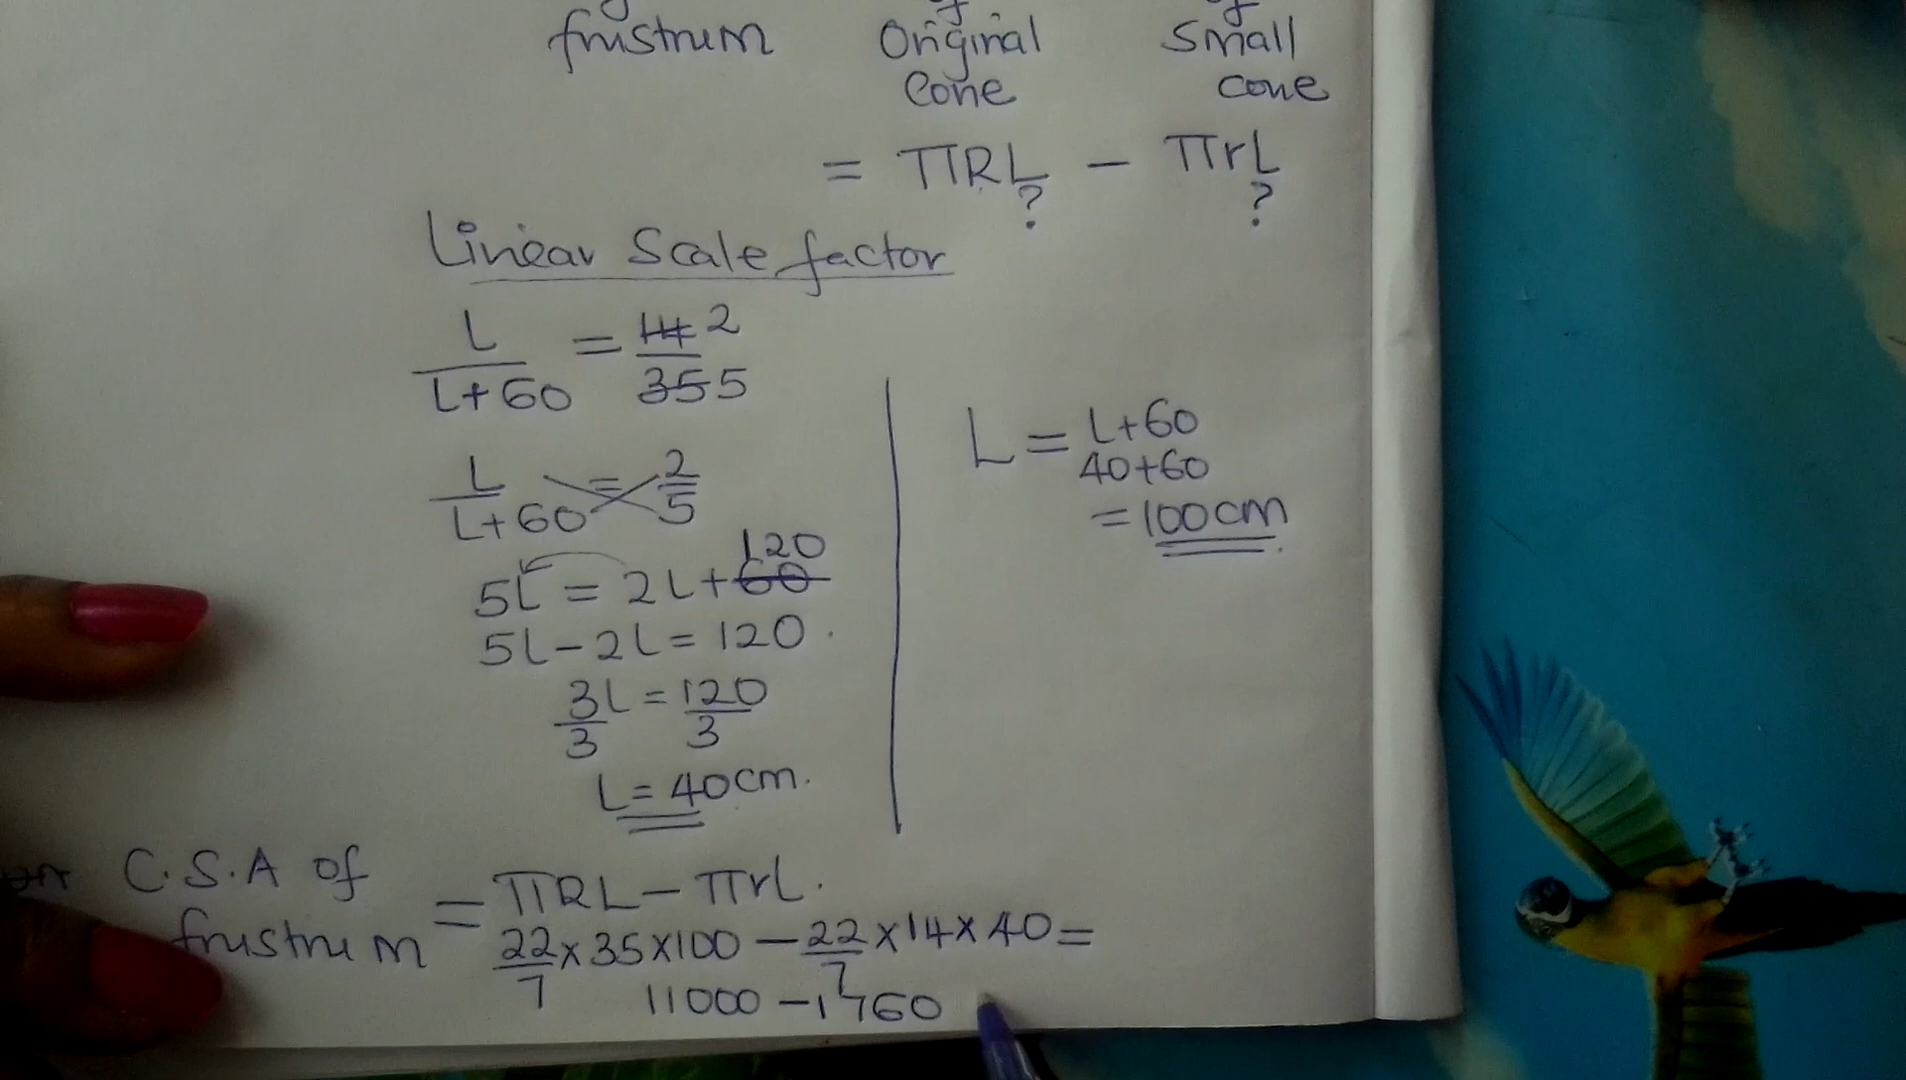 frustrum Original Small
Cone cone
= πRL - πrL
? ?
Linear Scale factor
L/L+60 = 14 2/35 5
L/L+60 = 2/5
120
5L = 2L+60
5L-2L = 120.
3L/3 = 120/3
L = 40cm.
L = L+60
40+60
= 100cm
C.S.A of frustrum = πRL - πrL.
22/7 x 35 x 100 - 22/7 x 14 x 40 =
11000 - 1760